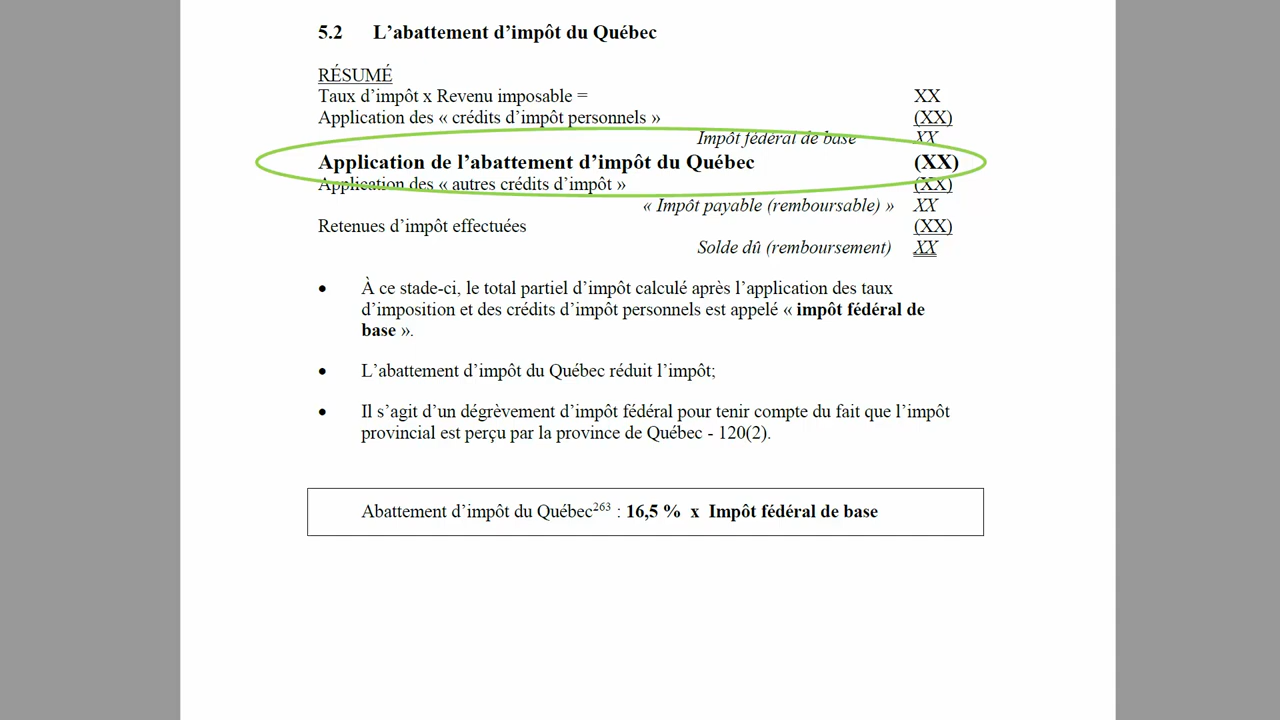 5.2 L’abattement d’impôt du Québec
RÉSUMÉ
Taux d’impôt x Revenu imposable = XX
Application des « crédits d’impôt personnels » (XX)
Impôt fédéral de base XX
Application de l’abattement d’impôt du Québec (XX)
Application des « autres crédits d’impôt » (XX)
« Impôt payable (remboursable) » XX
Retenues d’impôt effectuées (XX)
Solde dû (remboursement) XX
• À ce stade-ci, le total partiel d’impôt calculé après l’application des taux
d’imposition et des crédits d’impôt personnels est appelé « impôt fédéral de
base ».
• L’abattement d’impôt du Québec réduit l’impôt;
• Il s’agit d’un dégrèvement d’impôt fédéral pour tenir compte du fait que l’impôt
provincial est perçu par la province de Québec - 120(2).
Abattement d’impôt du Québec263 : 16,5 % x Impôt fédéral de base